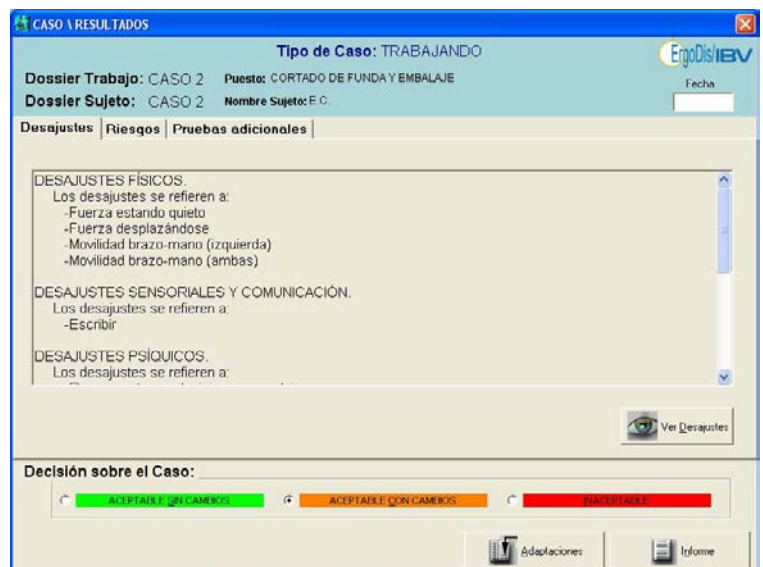 CASO \ RESULTADOS
Tipo de Caso: TRABAJANDO
ErgoDis/IBV
Dossier Trabajo: CASO 2 Puesto: CORTADO DE FUNDA Y EMBALAJE
Fecha
Dossier Sujeto: CASO 2 Nombre Sujeto: E.C.
Desajustes Riesgos Pruebas adicionales
DESAJUSTES FÍSICOS.
Los desajustes se refieren a:
-Fuerza estando quieto
-Fuerza desplazándose
-Movilidad brazo-mano (izquierda)
-Movilidad brazo-mano (ambas)
DESAJUSTES SENSORIALES Y COMUNICACIÓN.
Los desajustes se refieren a:
-Escribir
DESAJUSTES PSÍQUICOS.
Los desajustes se refieren a:
Ver Desajustes
Decisión sobre el Caso:
ACEPTABLE SIN CAMBIOS ACEPTABLE CON CAMBIOS INACEPTABLE
Adaptaciones Informe